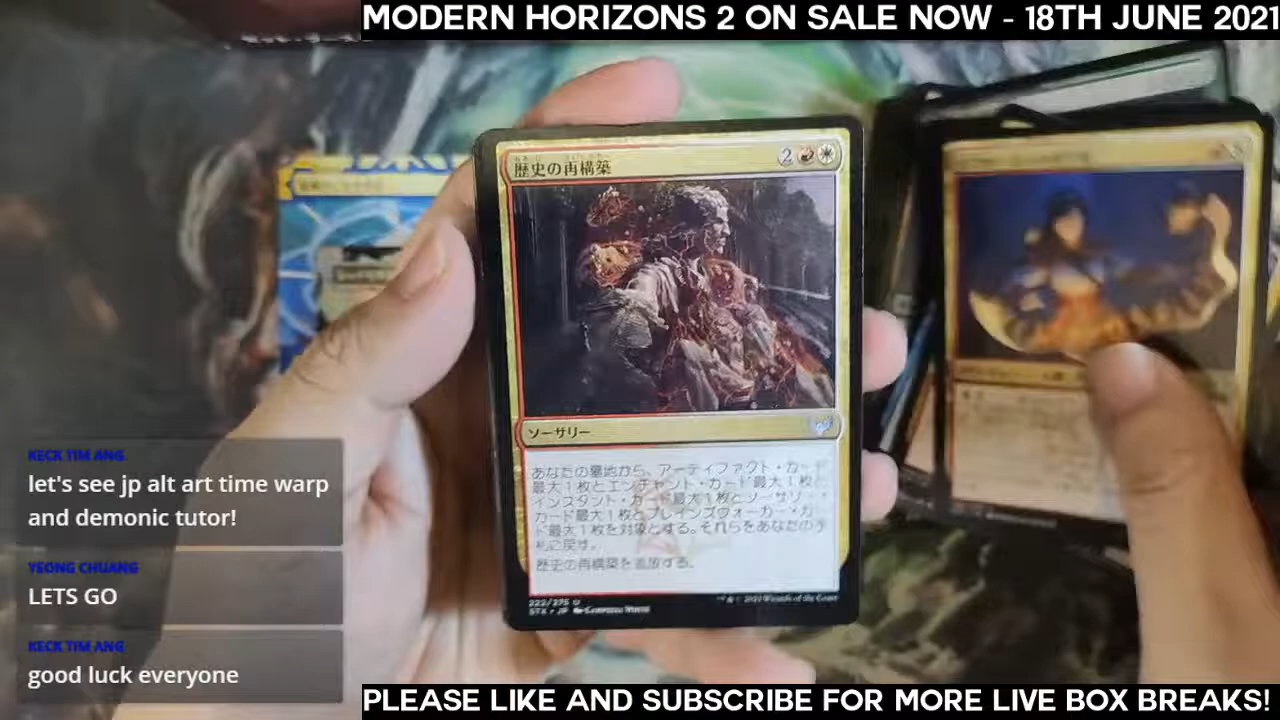 MODERN HORIZONS 2 ON SALE NOW - 18TH JUNE 2021
歴史の再構築
2
ソーサリー
あなたの墓地から、アーティファクト・カード
最大1枚とエンチャント・カード最大1枚と
インスタント・カード最大1枚とソーサリー・
カード最大1枚とプレインズウォーカー・カー
ド最大1枚を対象とする。それらをあなたの手
札に戻す。
歴史の再構築を追放する。
222/275 U
STX • JP
KECK TIM ANG
let's see jp alt art time warp
and demonic tutor!
YEONG CHUANG
LETS GO
KECK TIM ANG
good luck everyone
PLEASE LIKE AND SUBSCRIBE FOR MORE LIVE BOX BREAKS!